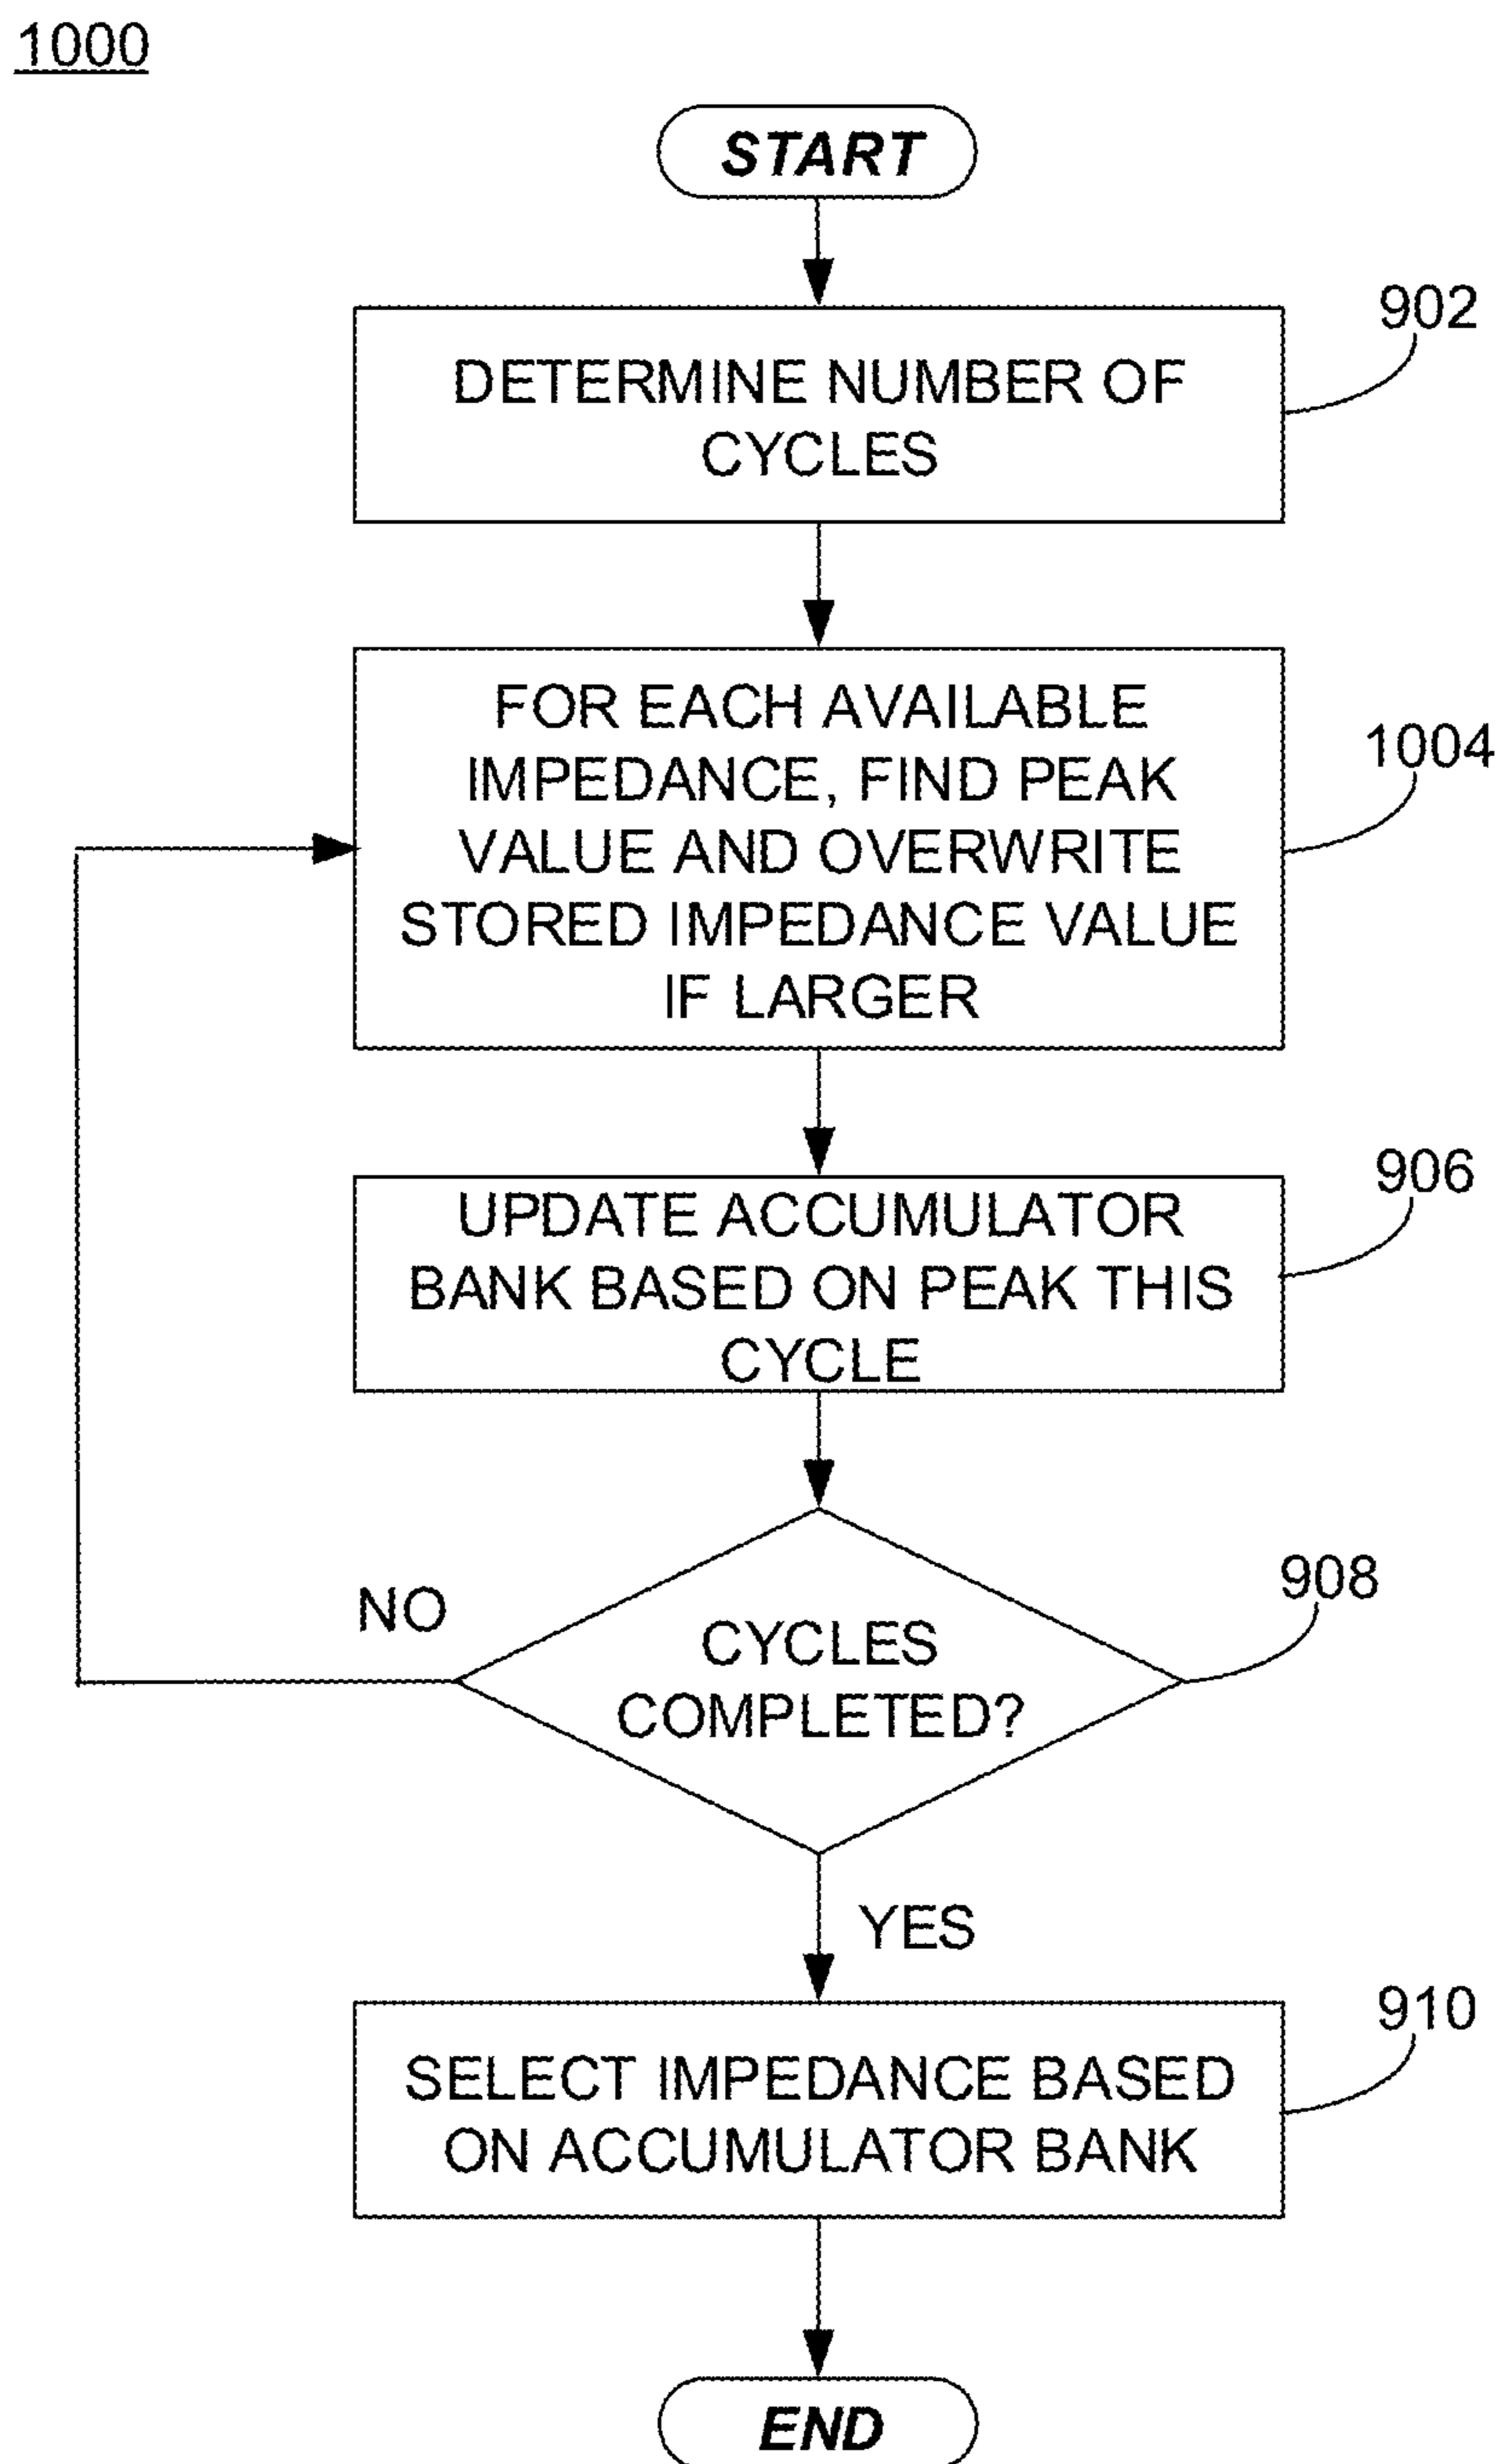 1000
START
902
DETERMINE NUMBER OF
CYCLES
FOR EACH AVAILABLE
1004
IMPEDANCE, FIND PEAK
VALUE AND OVERWRITE
STORED IMPEDANCE VALUE
IF LARGER
906
UPDATE ACCUMULATOR
BANK BASED ON PEAK THIS
CYCLE
908
NO
CYCLES
COMPLETED?
YES
910
SELECT IMPEDANCE BASED
ON ACCUMULATOR BANK
END